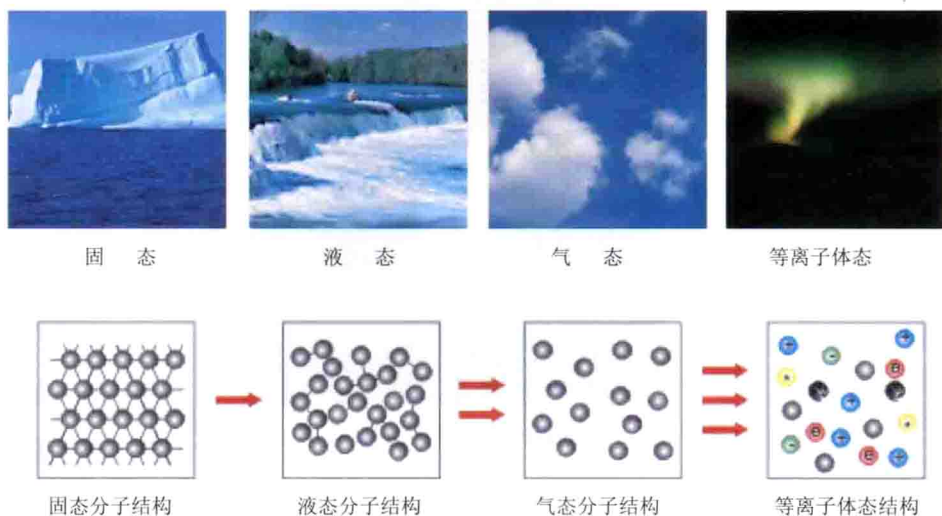 固 态
液 态
气 态
等离子体态
固态分子结构
液态分子结构
气态分子结构
等离子体态结构